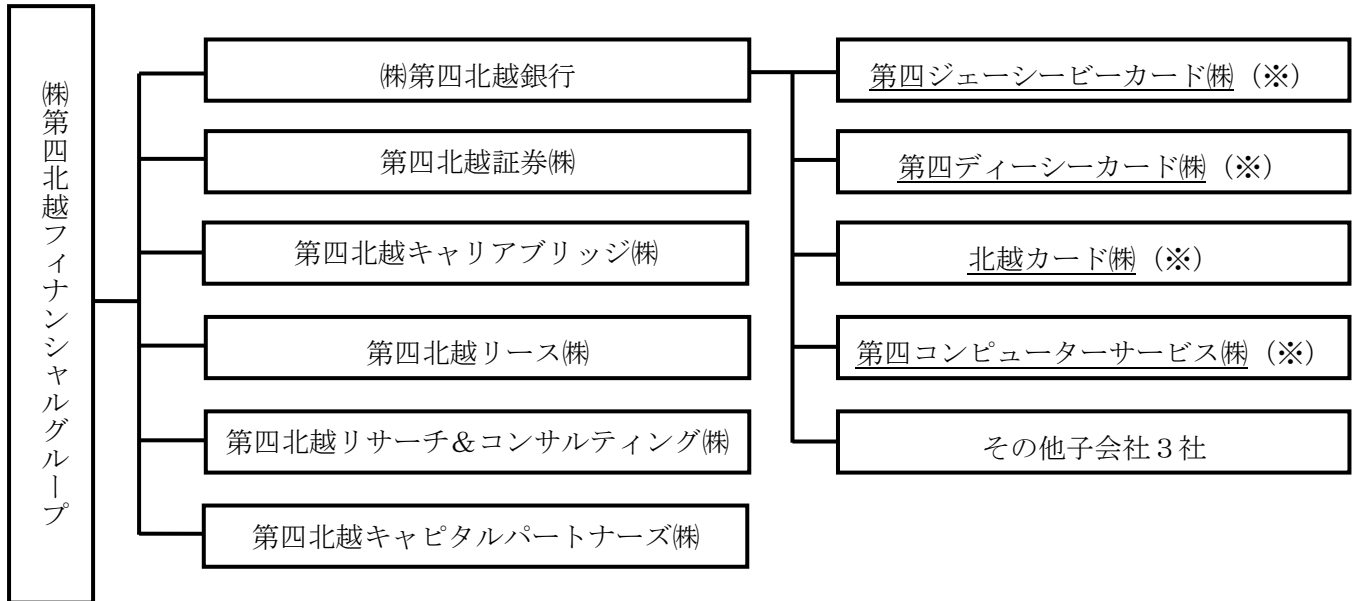 ㈱第四北越フィナンシャルグループ
㈱第四北越銀行
第四北越証券㈱
第四北越キャリアブリッジ㈱
第四北越リース㈱
第四北越リサーチ＆コンサルティング㈱
第四北越キャピタルパートナーズ㈱
第四ジェーシービーカード㈱（※）
第四ディーシーカード㈱（※）
北越カード㈱（※）
第四コンピューターサービス㈱（※）
その他子会社３社